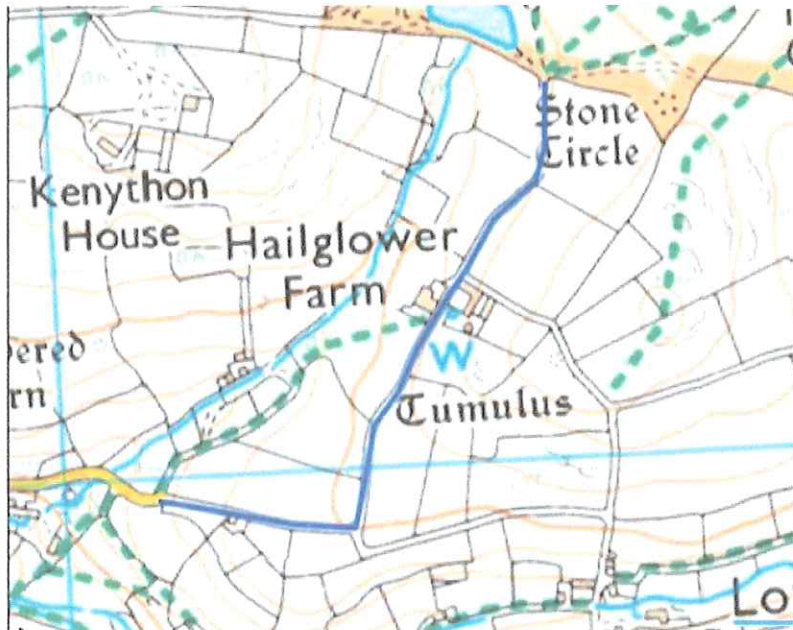 Stone
Circle
Kenython
House
Hailglower
Farm
W
Tumulus